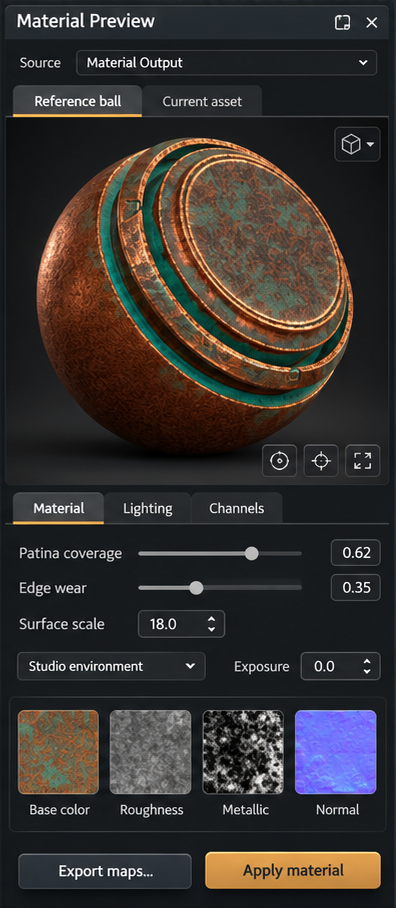 Material Preview
Source Material Output
Reference ball Current asset
Material Lighting Channels
Patina coverage 0.62
Edge wear 0.35
Surface scale 18.0
Studio environment Exposure 0.0
Base color Roughness Metallic Normal
Export maps... Apply material